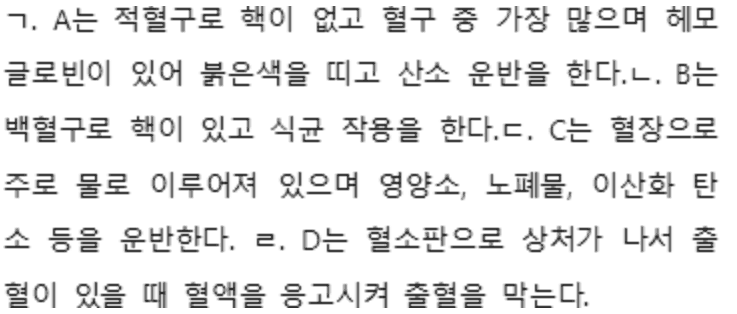 ㄱ. A는 적혈구로 핵이 없고 혈구 중 가장 많으며 헤모
글로빈이 있어 붉은색을 띠고 산소 운반을 한다.ㄴ. B는
백혈구로 핵이 있고 식균 작용을 한다.ㄷ. C는 혈장으로
주로 물로 이루어져 있으며 영양소, 노폐물, 이산화 탄
소 등을 운반한다. ㄹ. D는 혈소판으로 상처가 나서 출
혈이 있을 때 혈액을 응고시켜 출혈을 막는다.